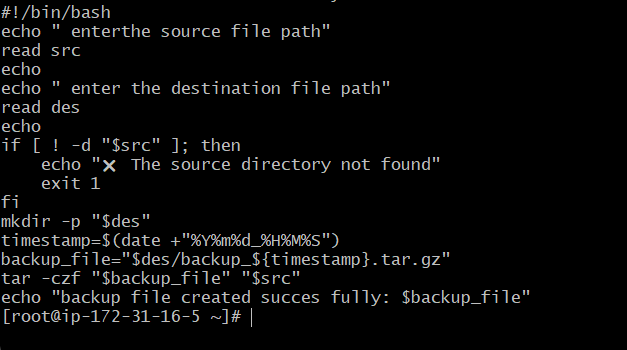 #!/bin/bash
echo " enterthe source file path"
read src
echo
echo " enter the destination file path"
read des
echo
if [ ! -d "$src" ]; then
    echo "❌ The source directory not found"
    exit 1
fi
mkdir -p "$des"
timestamp=$(date +"%Y%m%d_%H%M%S")
backup_file="$des/backup_${timestamp}.tar.gz"
tar -czf "$backup_file" "$src"
echo "backup file created succes fully: $backup_file"
[root@ip-172-31-16-5 ~]#